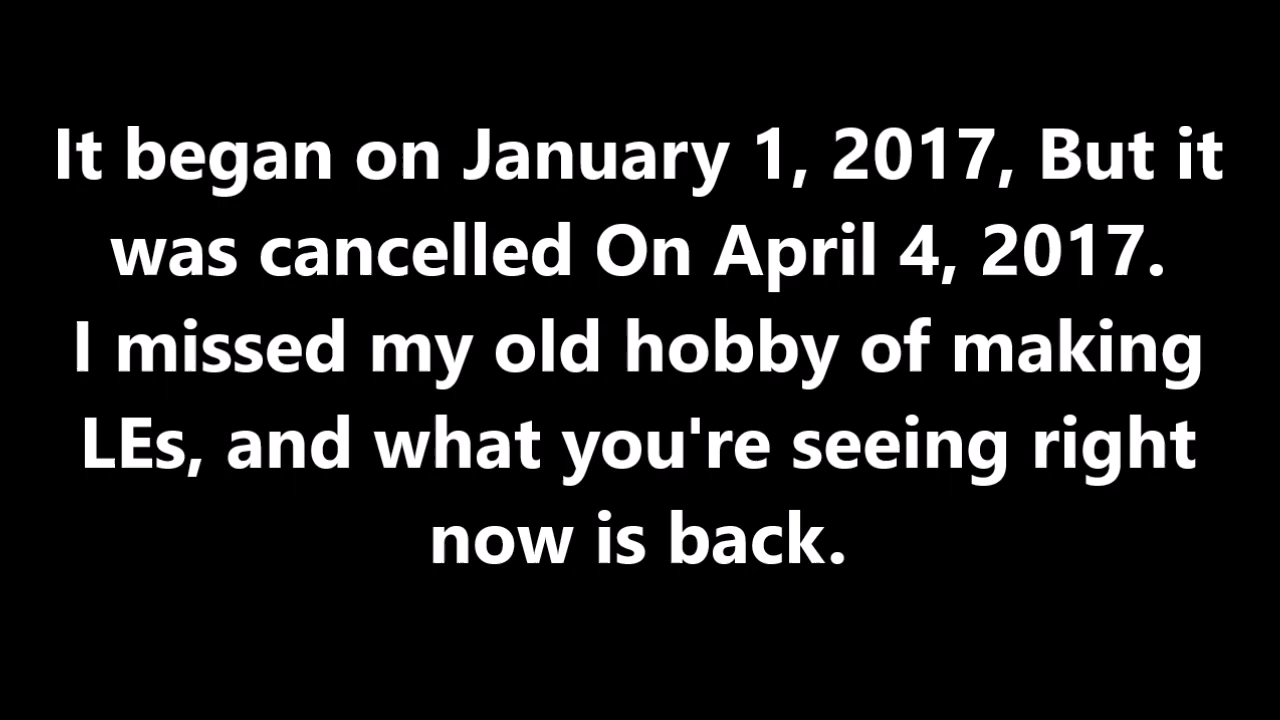 It began on January 1, 2017, But it
was cancelled On April 4, 2017.
I missed my old hobby of making
LEs, and what you're seeing right
now is back.